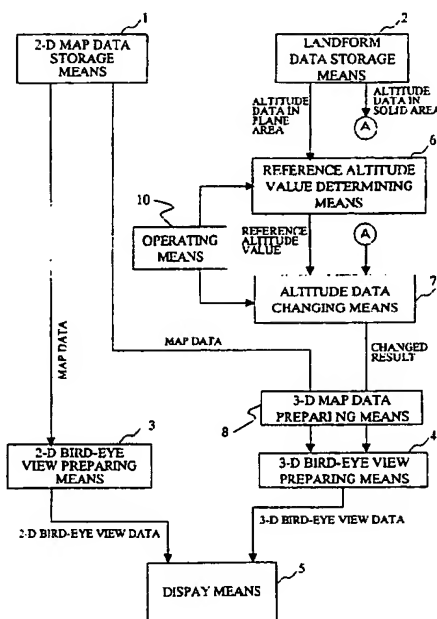 1
2-D MAP DATA
STORAGE
MEANS
2
LANDFORM
DATA STORAGE
MEANS
ALTITUDE
DATA IN
PLANE
AREA
ALTITUDE
DATA IN
SOLID AREA
A
6
REFERENCE ALTITUDE
VALUE DETERMINING
MEANS
10
OPERATING
MEANS
REFERENCE
ALTITUDE
VALUE
A
7
ALTITUDE DATA
CHANGING MEANS
MAP DATA
MAP DATA
CHANGED
RESULT
8
3-D MAP DATA
PREPARING MEANS
3
2-D BIRD-EYE
VIEW PREPARING
MEANS
4
3-D BIRD-EYE VIEW
PREPARING MEANS
2-D BIRD-EYE VIEW DATA
3-D BIRD-EYE VIEW DATA
5
DISPAY MEANS